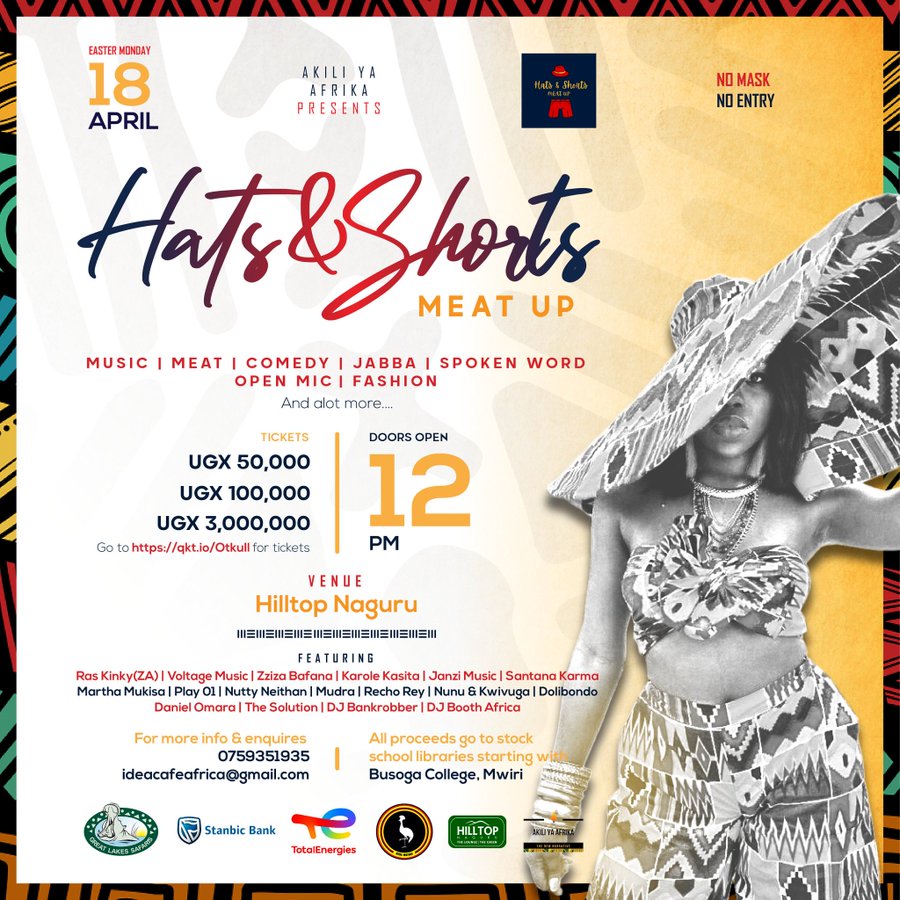 EASTER MONDAY
18
APRIL
AKILI YA
AFRIKA
PRESENTS
Hats & Shorts
MEAT UP
NO MASK
NO ENTRY
Hats & Shorts
MEAT UP
MUSIC | MEAT | COMEDY | JABBA | SPOKEN WORD
OPEN MIC | FASHION
And alot more....
TICKETS
UGX 50,000
UGX 100,000
UGX 3,000,000
Go to https://qkt.io/Otkull for tickets
DOORS OPEN
12
PM
VENUE
Hilltop Naguru
FEATURING
Ras Kinky(ZA) | Voltage Music | Zziza Bafana | Karole Kasita | Janzi Music | Santana Karma
Martha Mukisa | Play 01 | Nutty Neithan | Mudra | Recho Rey | Nunu & Kwivuga | Dolibondo
Daniel Omara | The Solution | DJ Bankrobber | DJ Booth Africa
For more info & enquires
0759351935
ideacafeafrica@gmail.com
All proceeds go to stock
school libraries starting with
Busoga College, Mwiri
GREAT LAKES SAFARIS
Stanbic Bank
TotalEnergies
HILLTOP
AKILI YA AFRIKA